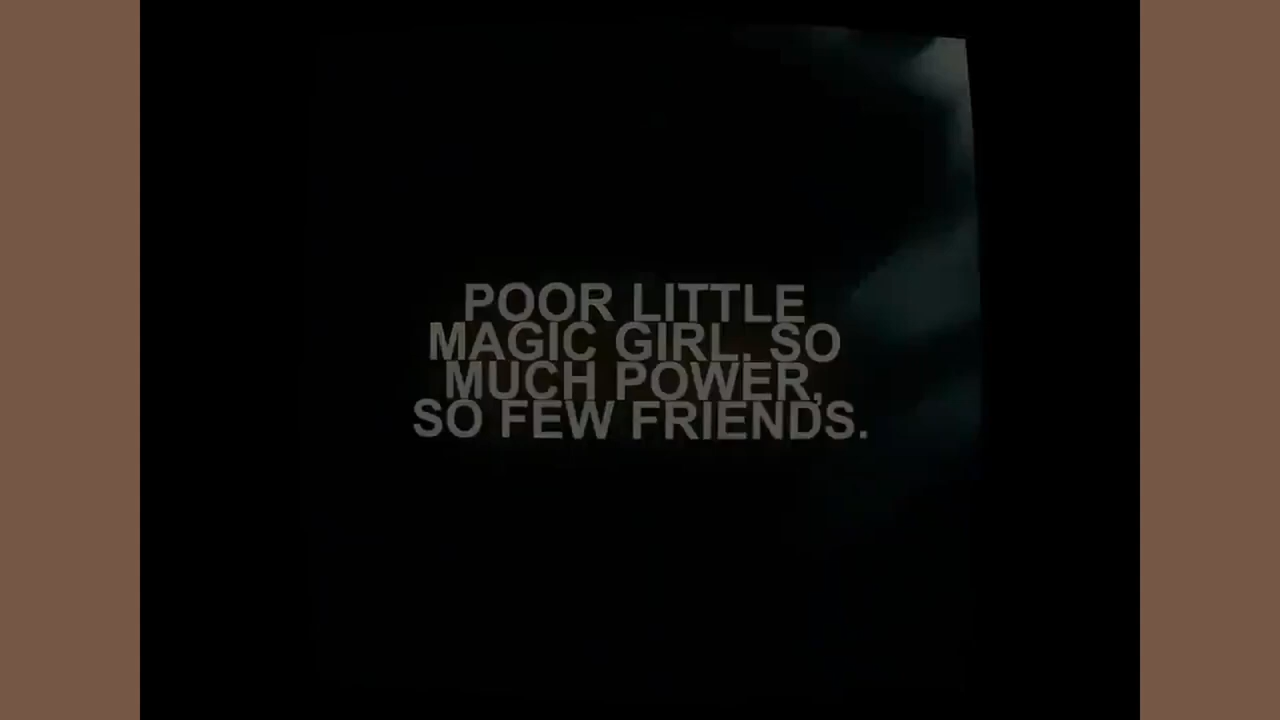 POOR LITTLE
MAGIC GIRL. SO
MUCH POWER,
SO FEW FRIENDS.